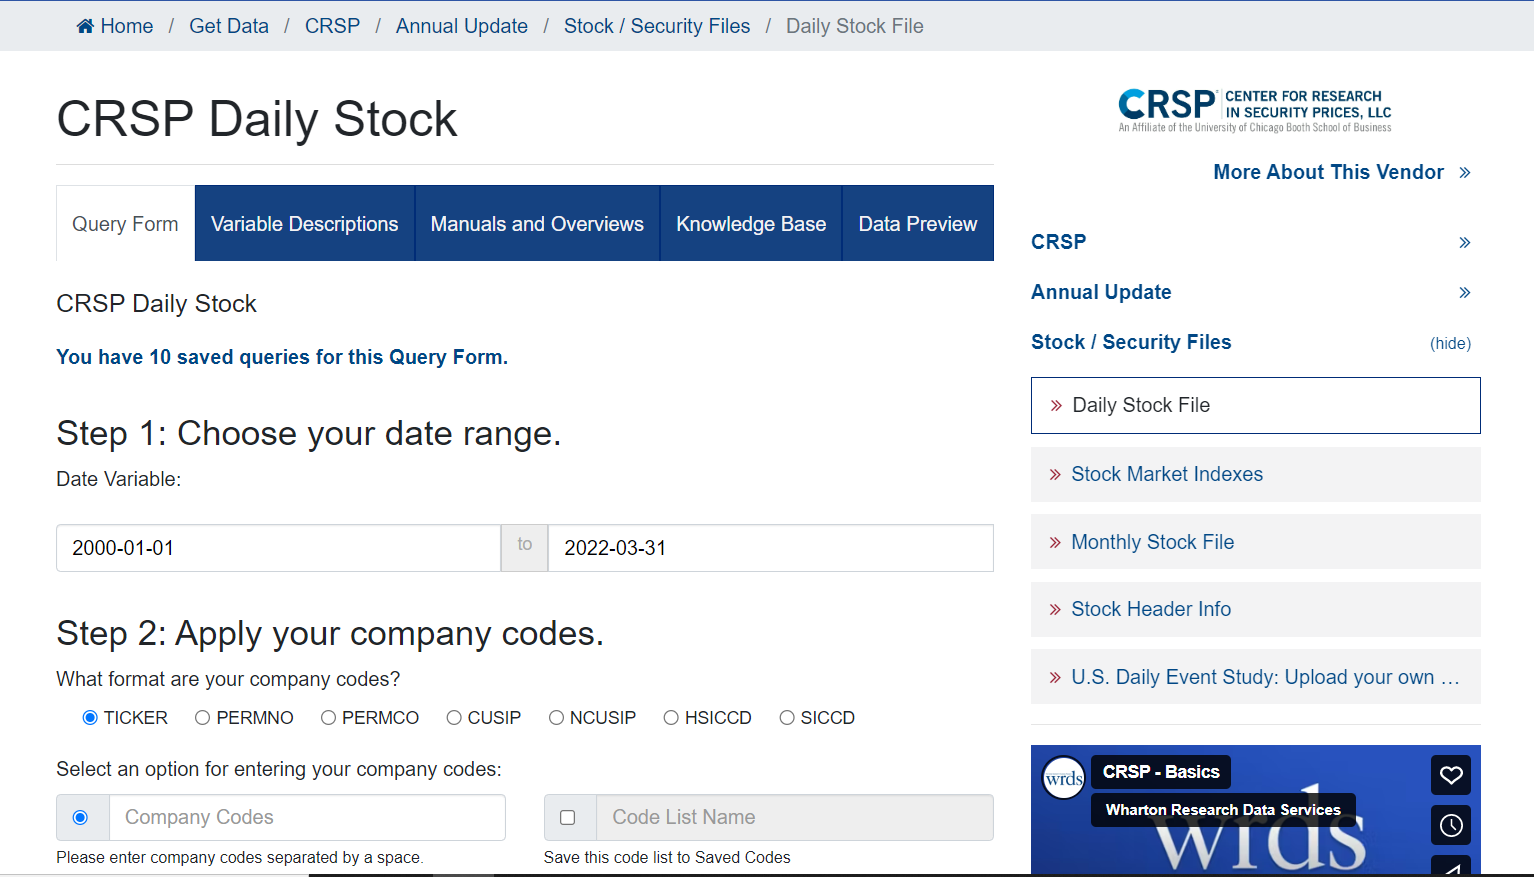 Home / Get Data / CRSP / Annual Update / Stock / Security Files / Daily Stock File
CRSP Daily Stock
Query Form
Variable Descriptions
Manuals and Overviews
Knowledge Base
Data Preview
CRSP Daily Stock
You have 10 saved queries for this Query Form.
Step 1: Choose your date range.
Date Variable:
2000-01-01 to 2022-03-31
Step 2: Apply your company codes.
What format are your company codes?
TICKER PERMNO PERMCO CUSIP NCUSIP HSICCD SICCD
Select an option for entering your company codes:
Company Codes
Please enter company codes separated by a space.
Code List Name
Save this code list to Saved Codes
CRSP CENTER FOR RESEARCH
IN SECURITY PRICES, LLC
An Affiliate of the University of Chicago Booth School of Business
More About This Vendor »
CRSP »
Annual Update »
Stock / Security Files (hide)
» Daily Stock File
» Stock Market Indexes
» Monthly Stock File
» Stock Header Info
» U.S. Daily Event Study: Upload your own …
wrds
CRSP - Basics
Wharton Research Data Services
wrds